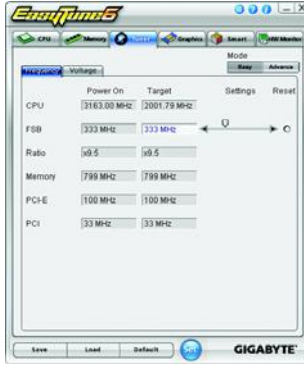 EasyTune6
CPU Memory Tuner Graphics Smart HW Monitor
Mode
Easy Advance
Frequency Voltage
Power On Target Settings Reset
CPU 3163.00 MHz 2001.79 MHz
FSB 333 MHz 333 MHz
Ratio x9.5 x9.5
Memory 799 MHz 799 MHz
PCI-E 100 MHz 100 MHz
PCI 33 MHz 33 MHz
Save Load Default Set GIGABYTE